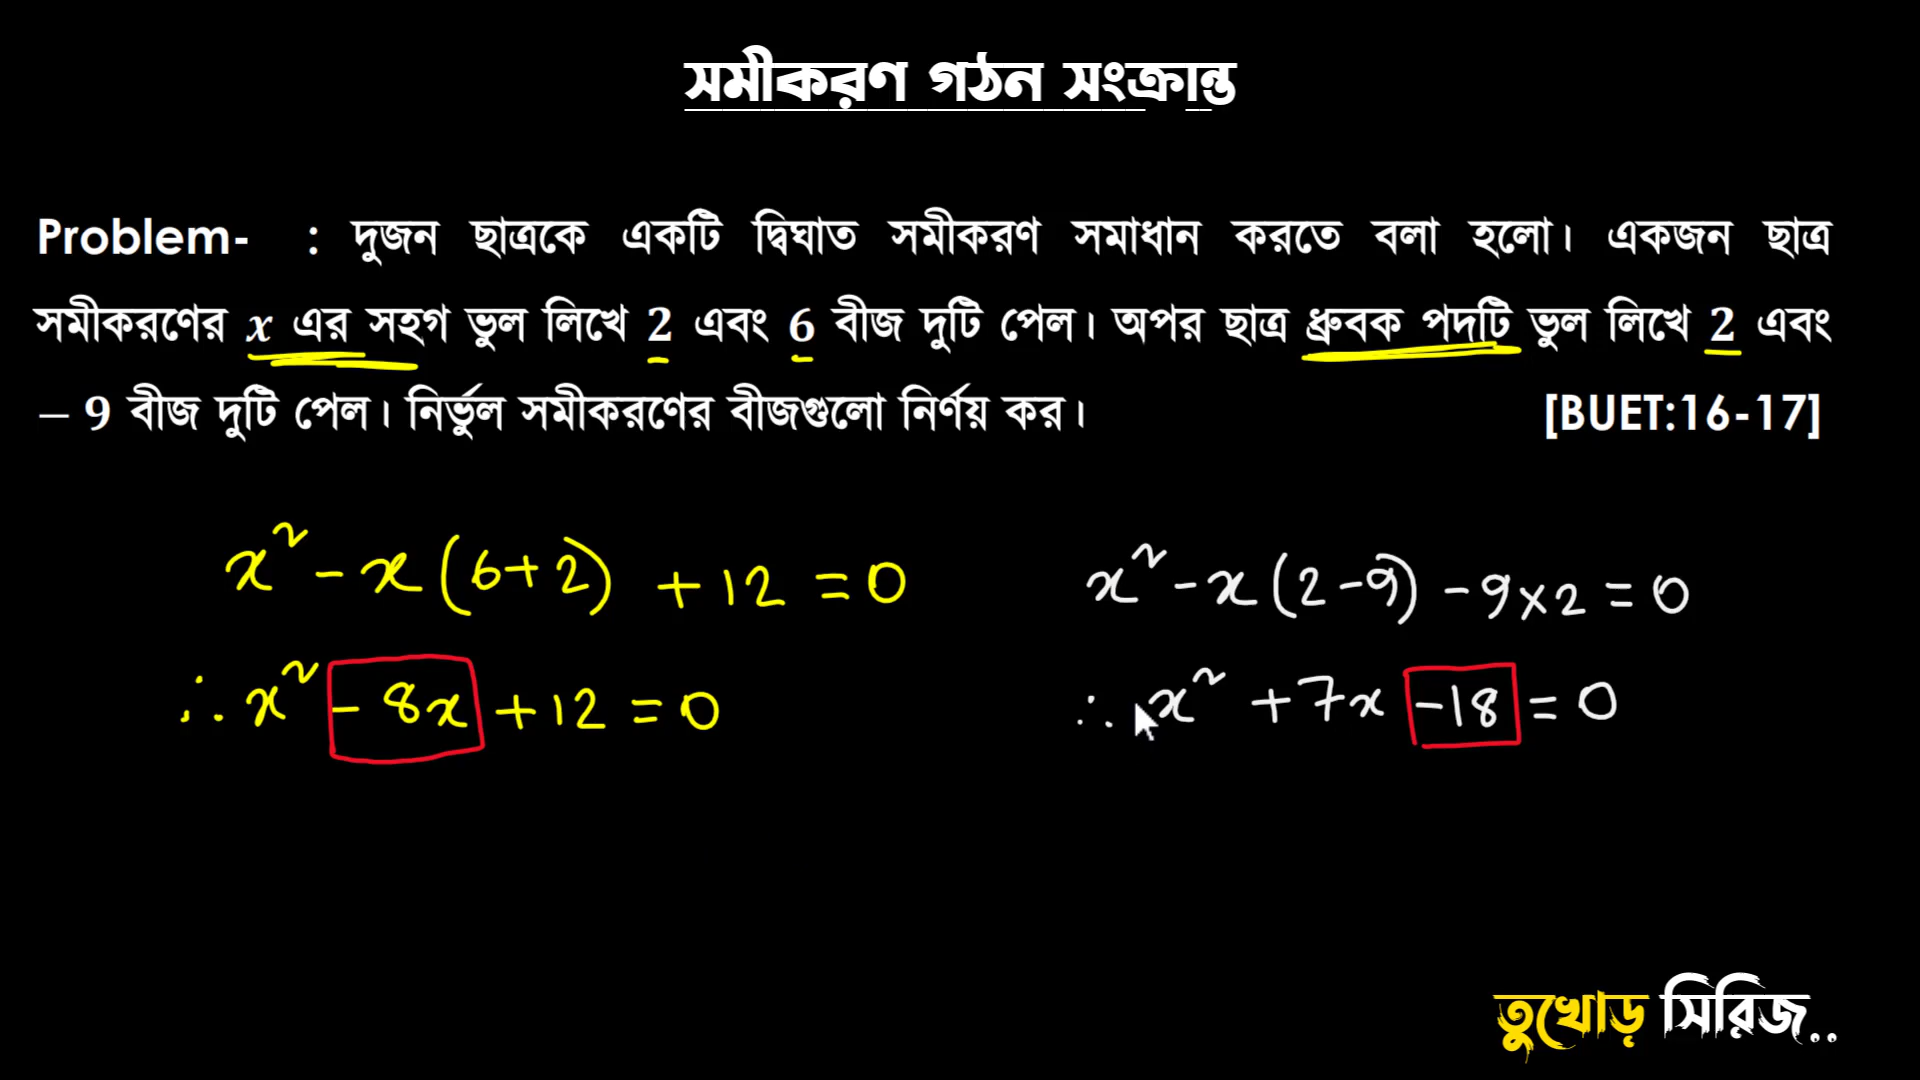 সমীকরণ গঠন সংক্রান্ত
Problem- : দুজন ছাত্রকে একটি দ্বিঘাত সমীকরণ সমাধান করতে বলা হলো। একজন ছাত্র
সমীকরণের x এর সহগ ভুল লিখে 2 এবং 6 বীজ দুটি পেল। অপর ছাত্র ধ্রুবক পদটি ভুল লিখে 2 এবং
– 9 বীজ দুটি পেল। নির্ভুল সমীকরণের বীজগুলো নির্ণয় কর। [BUET:16-17]
x² - x (6+2) + 12 = 0
x² - x (2-9) - 9×2 = 0
∴ x² - 8x + 12 = 0
∴ x² + 7x - 18 = 0
তুখোড় সিরিজ..